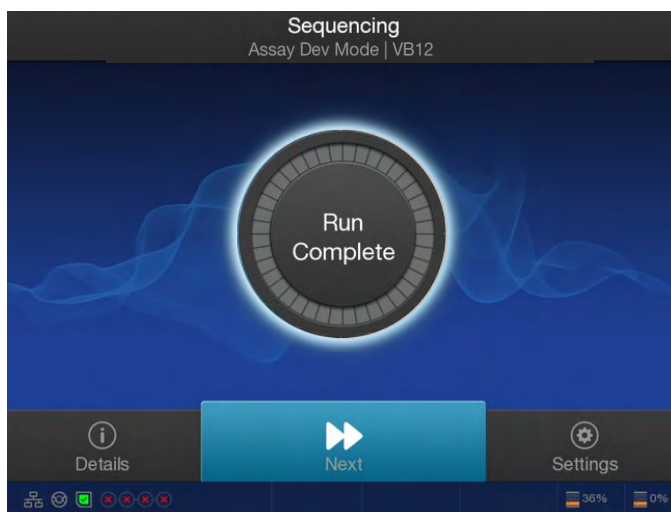 Sequencing
Assay Dev Mode | VB12
Run
Complete
Details
Next
Settings
36%
0%